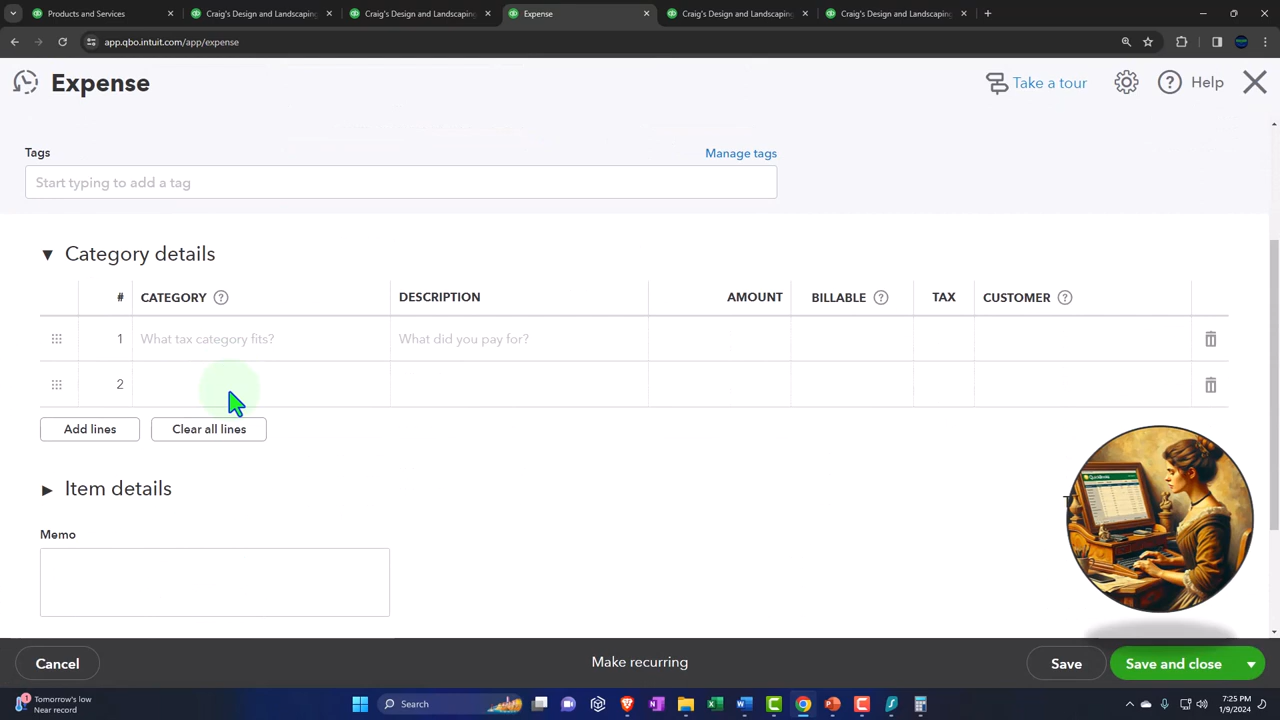 Products and Services
Craig's Design and Landscaping
Craig's Design and Landscaping
Expense
Craig's Design and Landscaping
Craig's Design and Landscaping
app.qbo.intuit.com/app/expense
Expense
Take a tour
Help
Tags
Manage tags
Start typing to add a tag
Category details
# CATEGORY DESCRIPTION AMOUNT BILLABLE TAX CUSTOMER
1 What tax category fits? What did you pay for?
2
Add lines Clear all lines
Item details
Memo
Cancel Make recurring Save Save and close
Tomorrow's low
Near record
Search
7:25 PM
1/9/2024